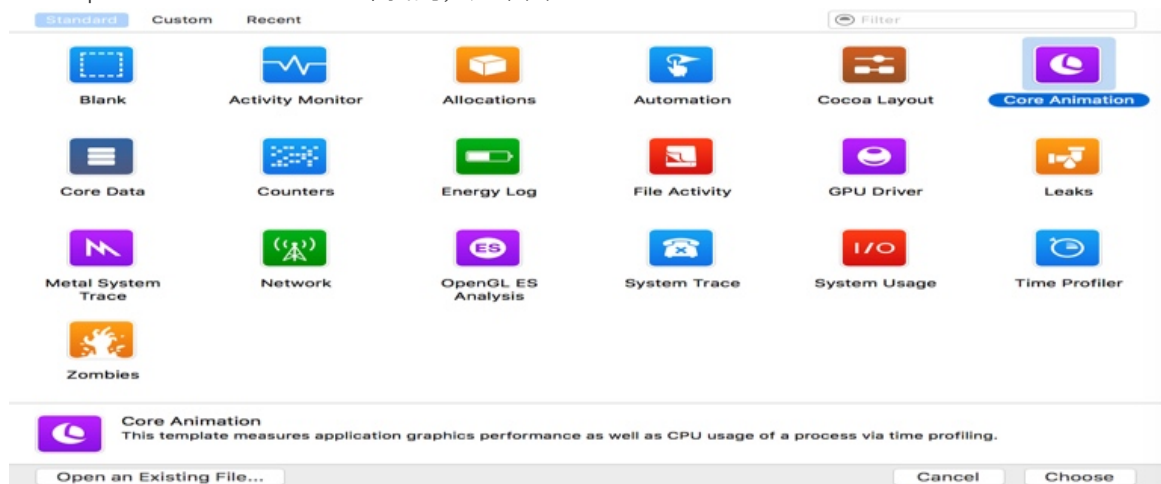 Standard Custom Recent Filter
Blank Activity Monitor Allocations Automation Cocoa Layout Core Animation
Core Data Counters Energy Log File Activity GPU Driver Leaks
ES
I/O
Metal System Trace Network OpenGL ES Analysis System Trace System Usage Time Profiler
Zombies
Core Animation
This template measures application graphics performance as well as CPU usage of a process via time profiling.
Open an Existing File... Cancel Choose